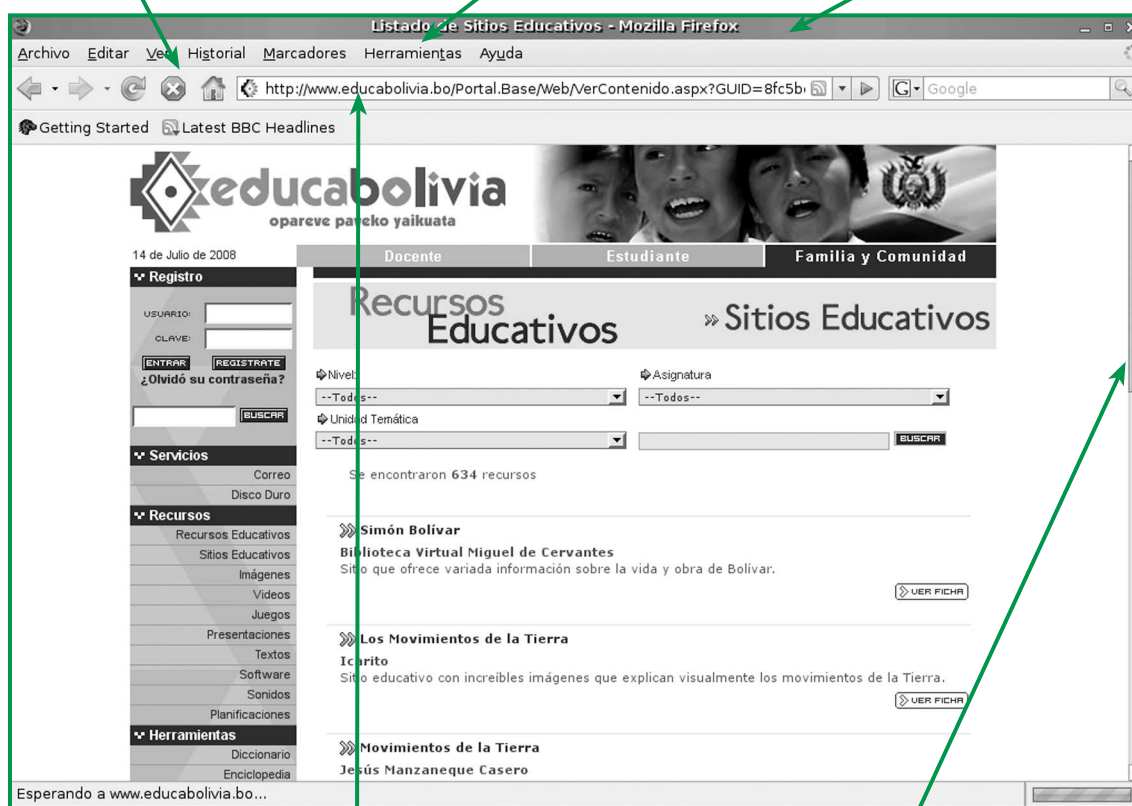 Listado de Sitios Educativos - Mozilla Firefox
Archivo Editar Ver Historial Marcadores Herramientas Ayuda
http://www.educabolivia.bo/Portal.Base/Web/VerContenido.aspx?GUID=8fc5b
G Google
Getting Started Latest BBC Headlines
educabolivia
opareve paveko yaikuata
14 de Julio de 2008
Docente Estudiante Familia y Comunidad
Registro
USUARIO:
CLAVE:
ENTRAR REGISTRATE
¿Olvidó su contraseña?
BUSCAR
Servicios
Correo
Disco Duro
Recursos
Recursos Educativos
Sitios Educativos
Imágenes
Videos
Juegos
Presentaciones
Textos
Software
Sonidos
Planificaciones
Herramientas
Diccionario
Enciclopedia
Recursos
Educativos
» Sitios Educativos
Nivel: Asignatura
--Todos-- --Todos--
Unidad Temática
--Todos-- BUSCAR
Se encontraron 634 recursos
Simón Bolívar
Biblioteca Virtual Miguel de Cervantes
Sitio que ofrece variada información sobre la vida y obra de Bolívar.
VER FICHA
Los Movimientos de la Tierra
Icarito
Sitio educativo con increíbles imágenes que explican visualmente los movimientos de la Tierra.
VER FICHA
Movimientos de la Tierra
Jesús Manzaneque Casero
Esperando a www.educabolivia.bo...